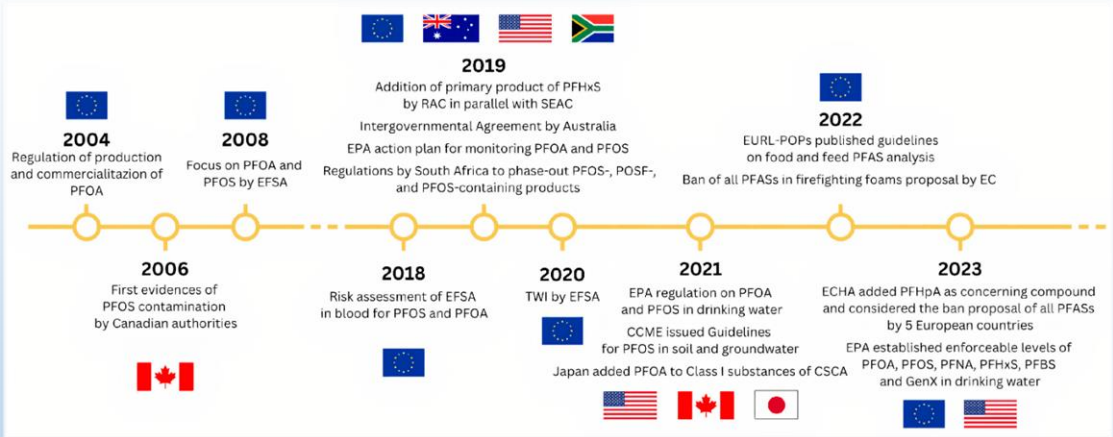 2004
Regulation of production
and commercialitazion of
PFOA
2006
First evidences of
PFOS contamination
by Canadian authorities
2008
Focus on PFOA and
PFOS by EFSA
2018
Risk assessment of EFSA
in blood for PFOS and PFOA
2019
Addition of primary product of PFHxS
by RAC in parallel with SEAC
Intergovernmental Agreement by Australia
EPA action plan for monitoring PFOA and PFOS
Regulations by South Africa to phase-out PFOS-, POSF-,
and PFOS-containing products
2020
TWI by EFSA
2021
EPA regulation on PFOA
and PFOS in drinking water
CCME issued Guidelines
for PFOS in soil and groundwater
Japan added PFOA to Class I substances of CSCA
2022
EURL-POPs published guidelines
on food and feed PFAS analysis
Ban of all PFASs in firefighting foams proposal by EC
2023
ECHA added PFHpA as concerning compound
and considered the ban proposal of all PFASs
by 5 European countries
EPA established enforceable levels of
PFOA, PFOS, PFNA, PFHxS, PFBS
and GenX in drinking water